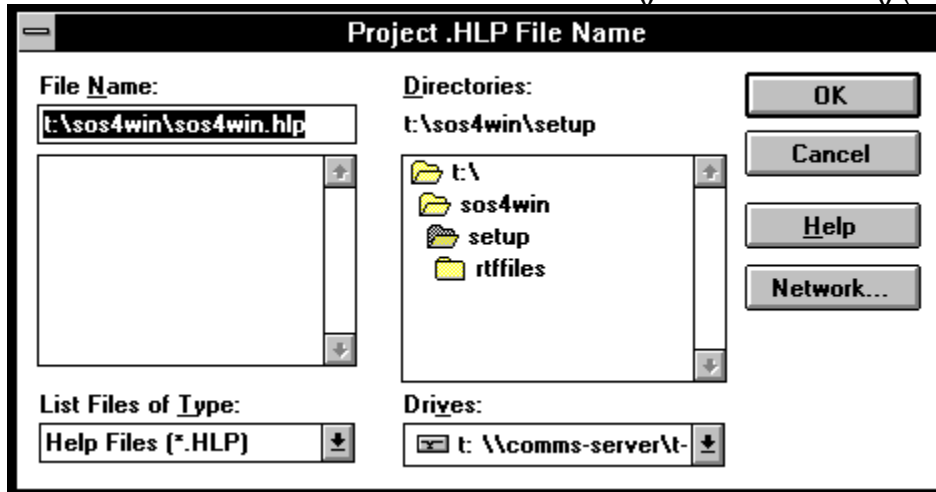 Project .HLP File Name
File Name:
t:\sos4win\sos4win.hlp
Directories:
t:\sos4win\setup
t:\
sos4win
setup
rtffiles
OK
Cancel
Help
Network...
List Files of Type:
Help Files (*.HLP)
Drives:
t: \\comms-server\t-